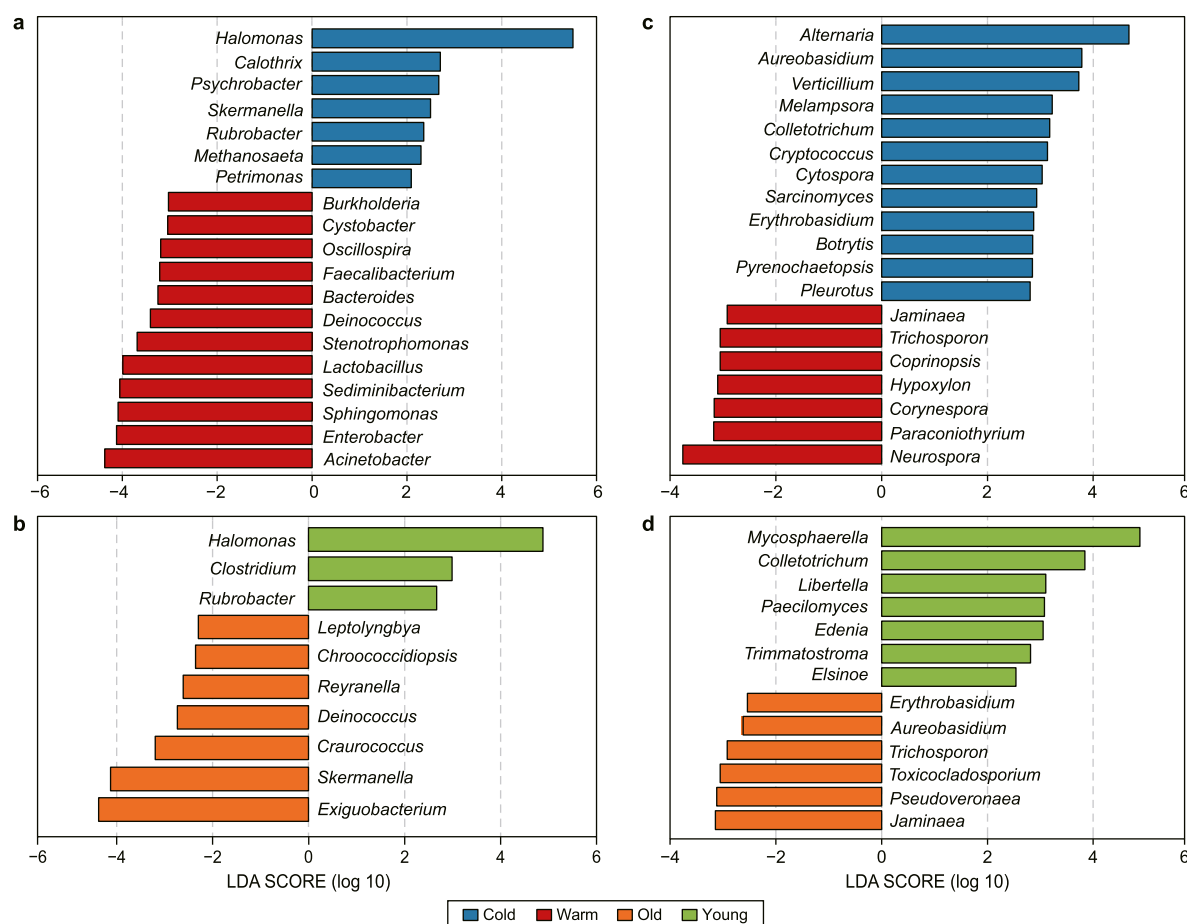 a
Halomonas
Calothrix
Psychrobacter
Skermanella
Rubrobacter
Methanosaeta
Petrimonas
Burkholderia
Cystobacter
Oscillospira
Faecalibacterium
Bacteroides
Deinococcus
Stenotrophomonas
Lactobacillus
Sediminibacterium
Sphingomonas
Enterobacter
Acinetobacter
−6 −4 −2 0 2 4 6
b
Halomonas
Clostridium
Rubrobacter
Leptolyngbya
Chroococcidiopsis
Reyranella
Deinococcus
Craurococcus
Skermanella
Exiguobacterium
−6 −4 −2 0 2 4 6
LDA SCORE (log 10)
c
Alternaria
Aureobasidium
Verticillium
Melampsora
Colletotrichum
Cryptococcus
Cytospora
Sarcinomyces
Erythrobasidium
Botrytis
Pyrenochaetopsis
Pleurotus
Jaminaea
Trichosporon
Coprinopsis
Hypoxylon
Corynespora
Paraconiothyrium
Neurospora
−4 −2 0 2 4 6
d
Mycosphaerella
Colletotrichum
Libertella
Paecilomyces
Edenia
Trimmatostroma
Elsinoe
Erythrobasidium
Aureobasidium
Trichosporon
Toxicocladosporium
Pseudoveronaea
Jaminaea
−4 −2 0 2 4 6
LDA SCORE (log 10)
Cold Warm Old Young